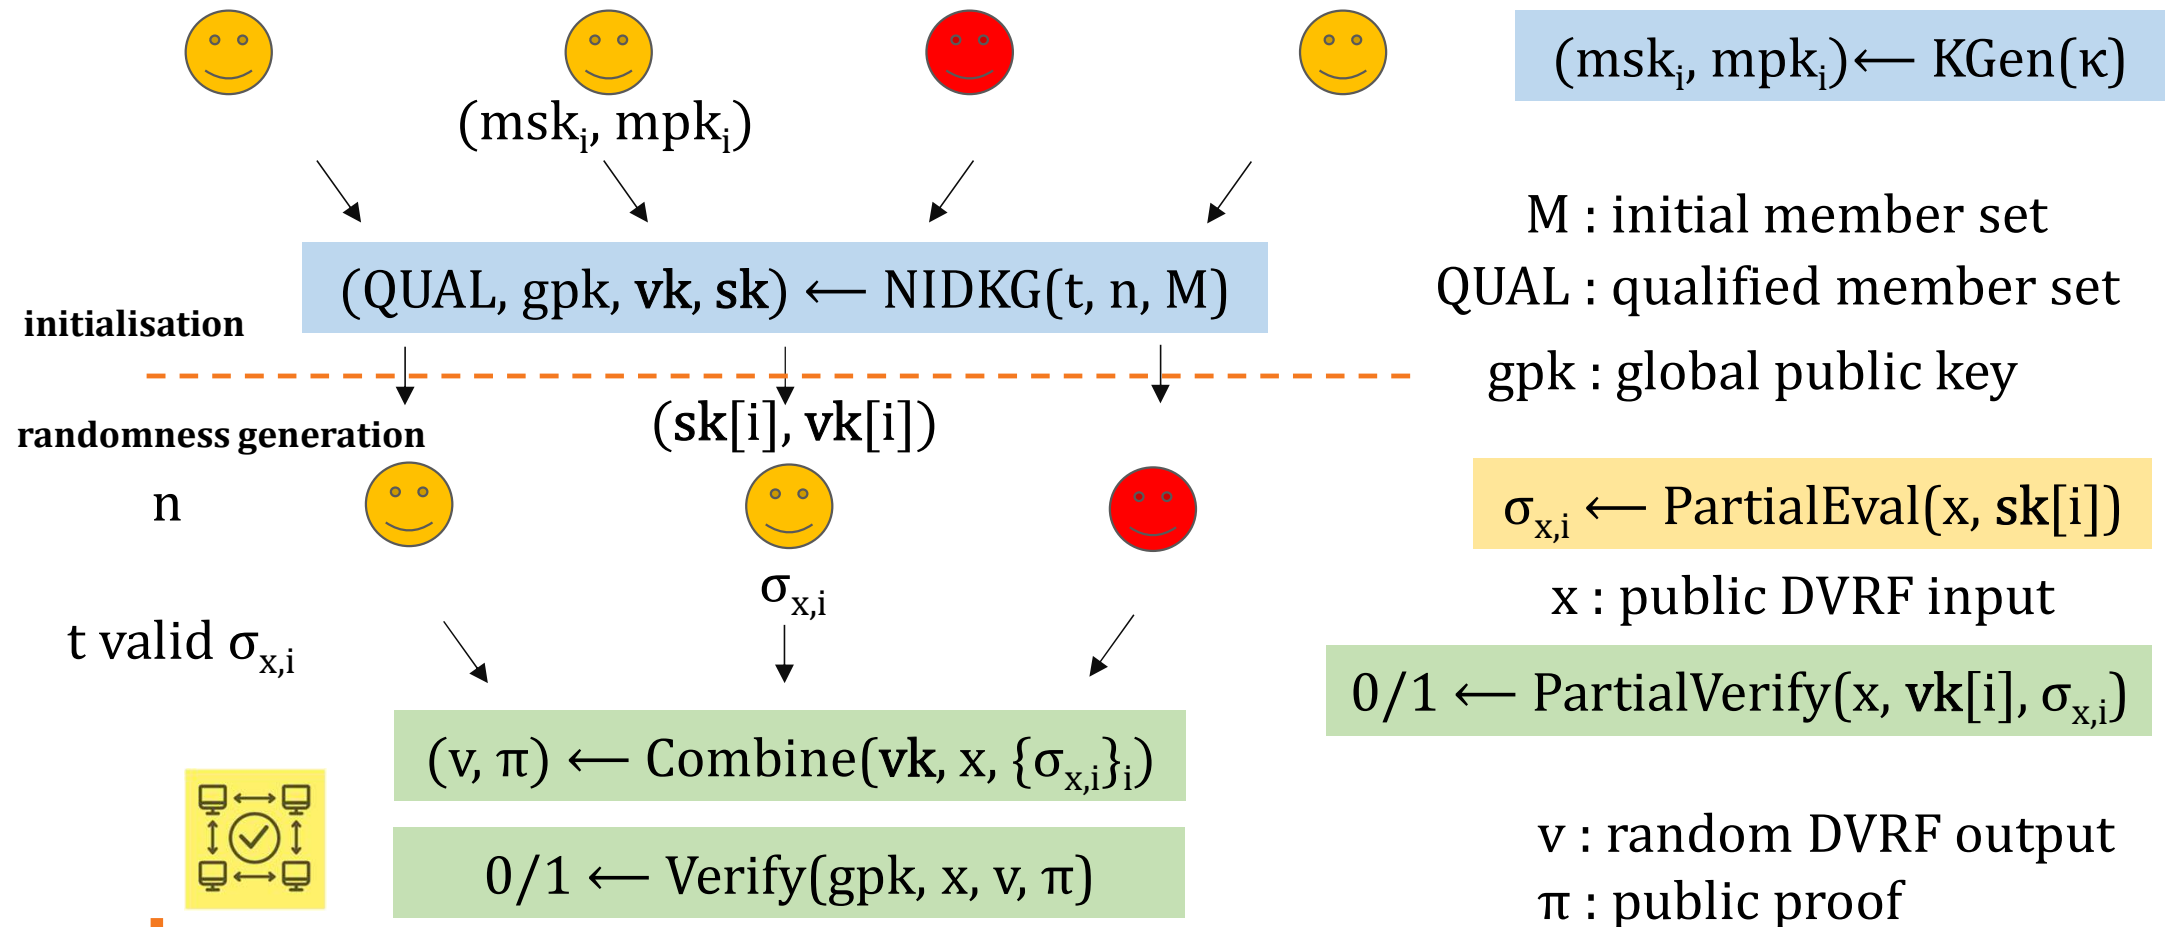 (mskᵢ, mpkᵢ)⟵ KGen(κ)
(mskᵢ, mpkᵢ)
M : initial member set
(QUAL, gpk, vk, sk) ⟵ NIDKG(t, n, M)
QUAL : qualified member set
initialisation
gpk : global public key
(sk[i], vk[i])
randomness generation
n
σₓ,ᵢ ⟵ PartialEval(x, sk[i])
σₓ,ᵢ
x : public DVRF input
t valid σₓ,ᵢ
0/1 ⟵ PartialVerify(x, vk[i], σₓ,ᵢ)
(v, π) ⟵ Combine(vk, x, {σₓ,ᵢ}ᵢ)
v : random DVRF output
0/1 ⟵ Verify(gpk, x, v, π)
π : public proof